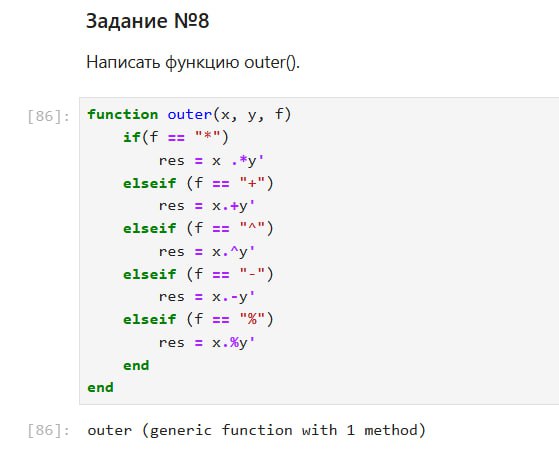 Задание №8
Написать функцию outer().
[86]: function outer(x, y, f)
    if(f == "*")
        res = x .*y'
    elseif (f == "+")
        res = x.+y'
    elseif (f == "^")
        res = x.^y'
    elseif (f == "-")
        res = x.-y'
    elseif (f == "%")
        res = x.%y'
    end
end
[86]: outer (generic function with 1 method)